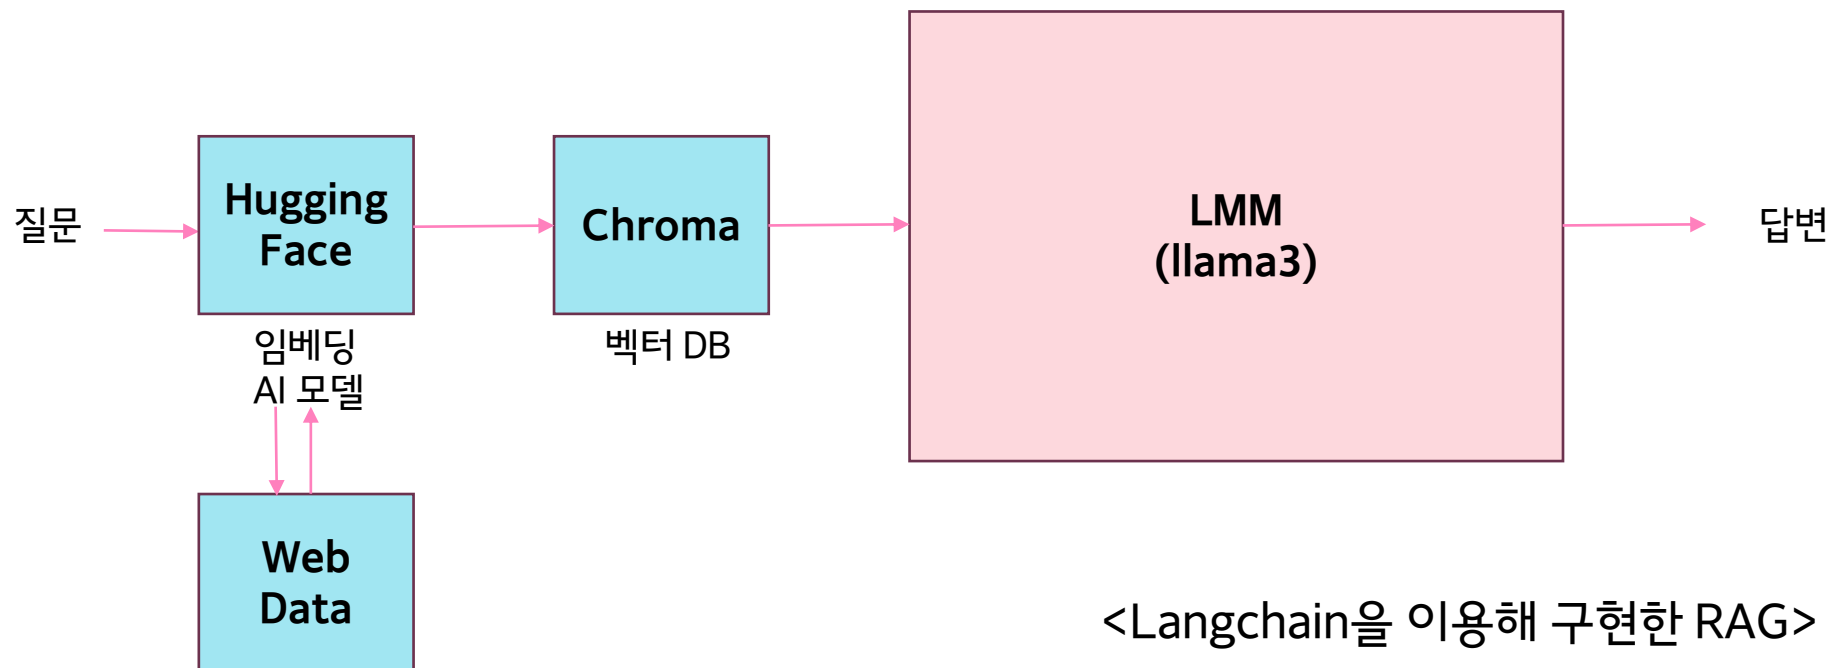 질문
Hugging
Face
임베딩
AI 모델
Web
Data
Chroma
벡터 DB
LMM
(llama3)
답변
<Langchain을 이용해 구현한 RAG>